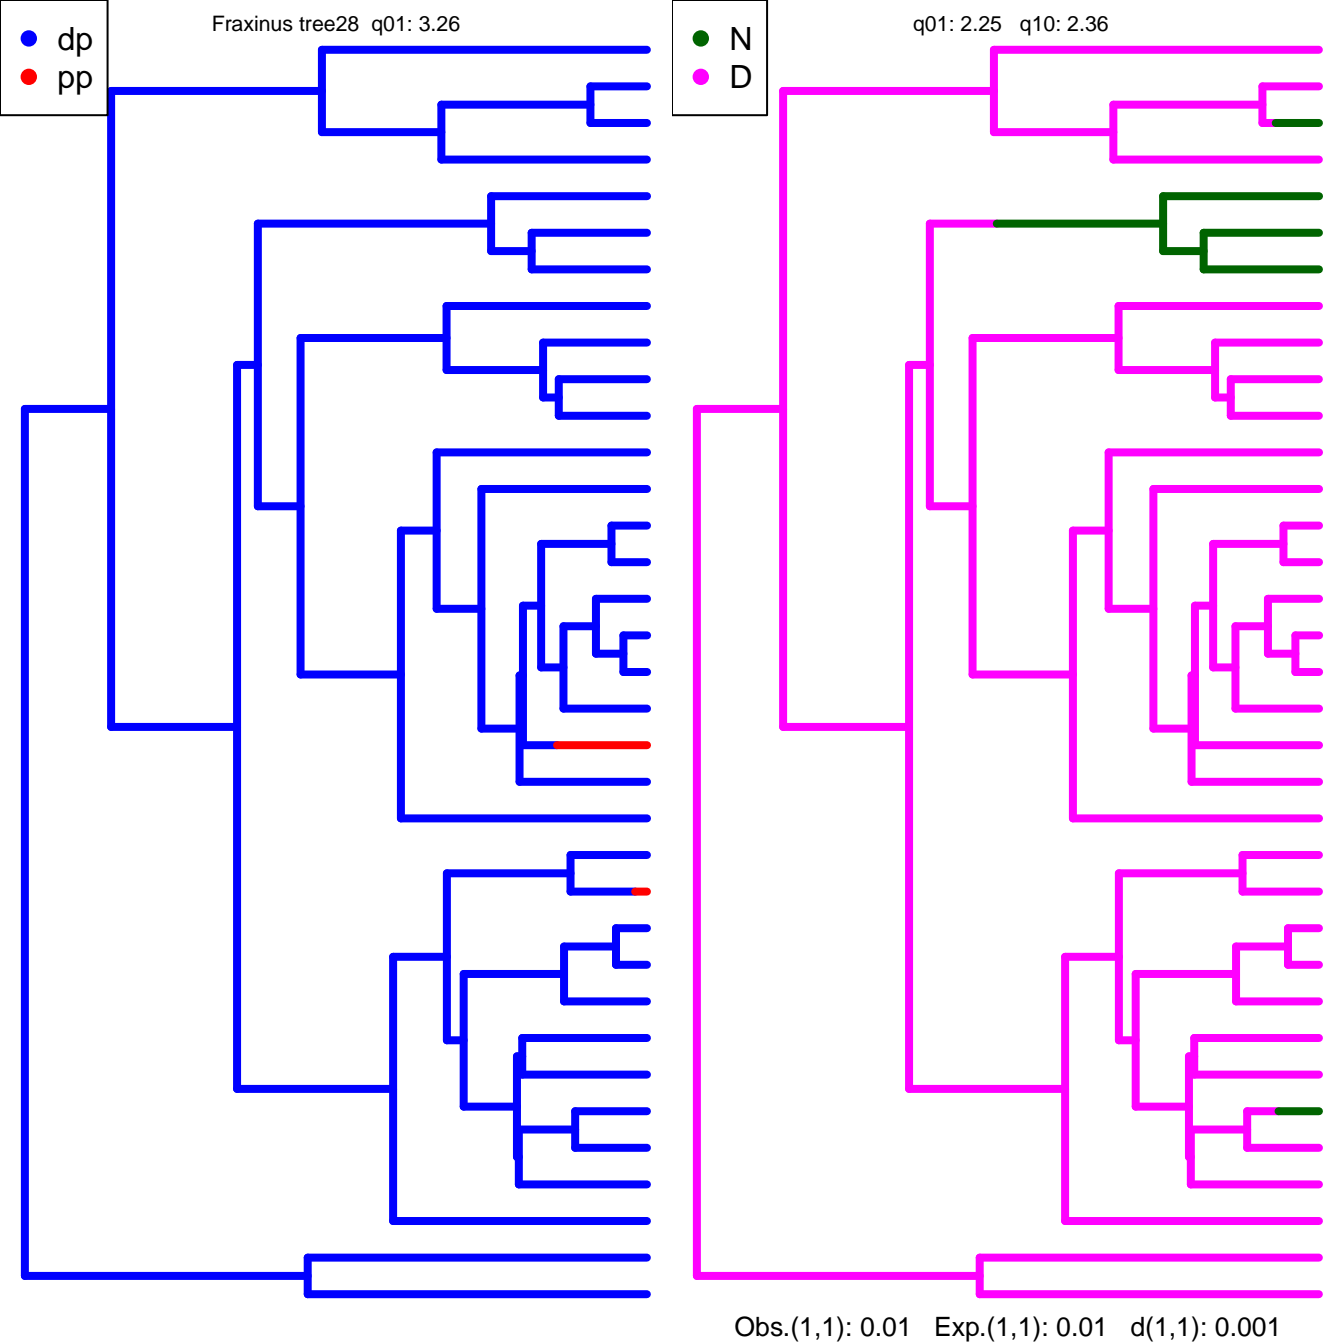 Fraxinus tree28  q01: 3.26
dp
pp
q01: 2.25   q10: 2.36
N
D
Obs.(1,1): 0.01   Exp.(1,1): 0.01   d(1,1): 0.001